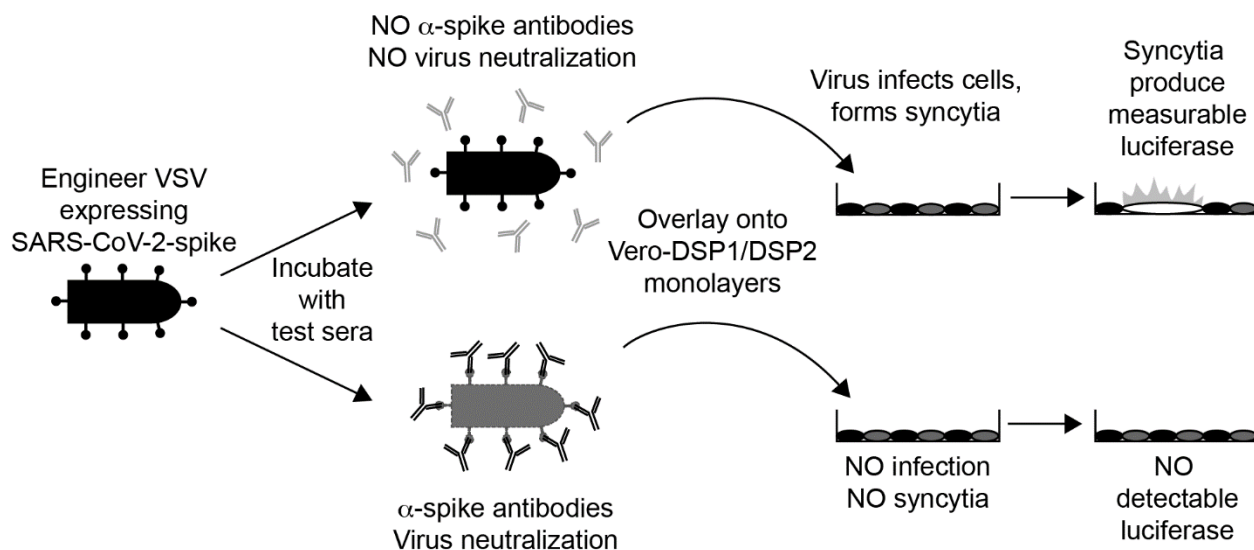 Engineer VSV
expressing
SARS-CoV-2-spike
Incubate
with
test sera
NO α-spike antibodies
NO virus neutralization
α-spike antibodies
Virus neutralization
Overlay onto
Vero-DSP1/DSP2
monolayers
Virus infects cells,
forms syncytia
Syncytia
produce
measurable
luciferase
NO infection
NO syncytia
NO
detectable
luciferase